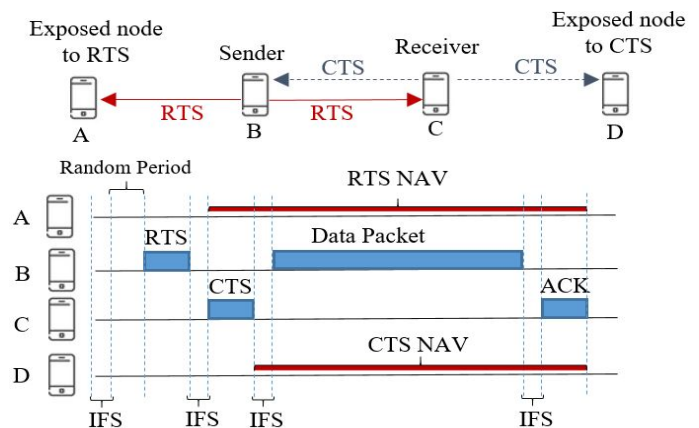 Exposed node
to RTS
Sender
Receiver
Exposed node
to CTS
CTS
CTS
RTS
RTS
A
B
C
D
Random Period
RTS NAV
A
RTS
Data Packet
B
CTS
ACK
C
CTS NAV
D
IFS
IFS
IFS
IFS